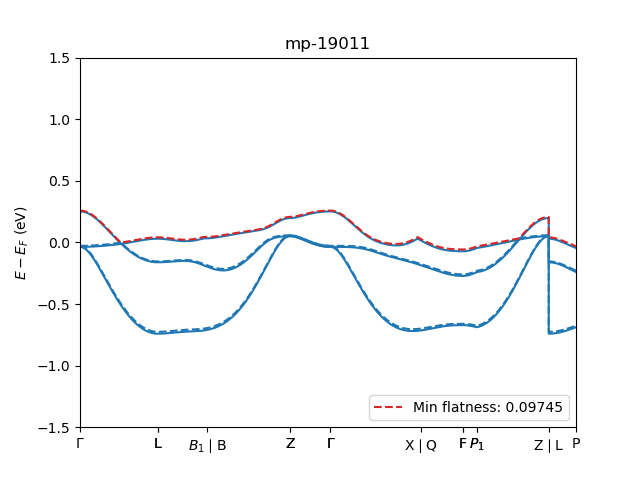 mp-19011
E − E_F (eV)
1.5
1.0
0.5
0.0
−0.5
−1.0
−1.5
Min flatness: 0.09745
Γ L B₁ | B Z Γ X | Q F P₁ Z | L P